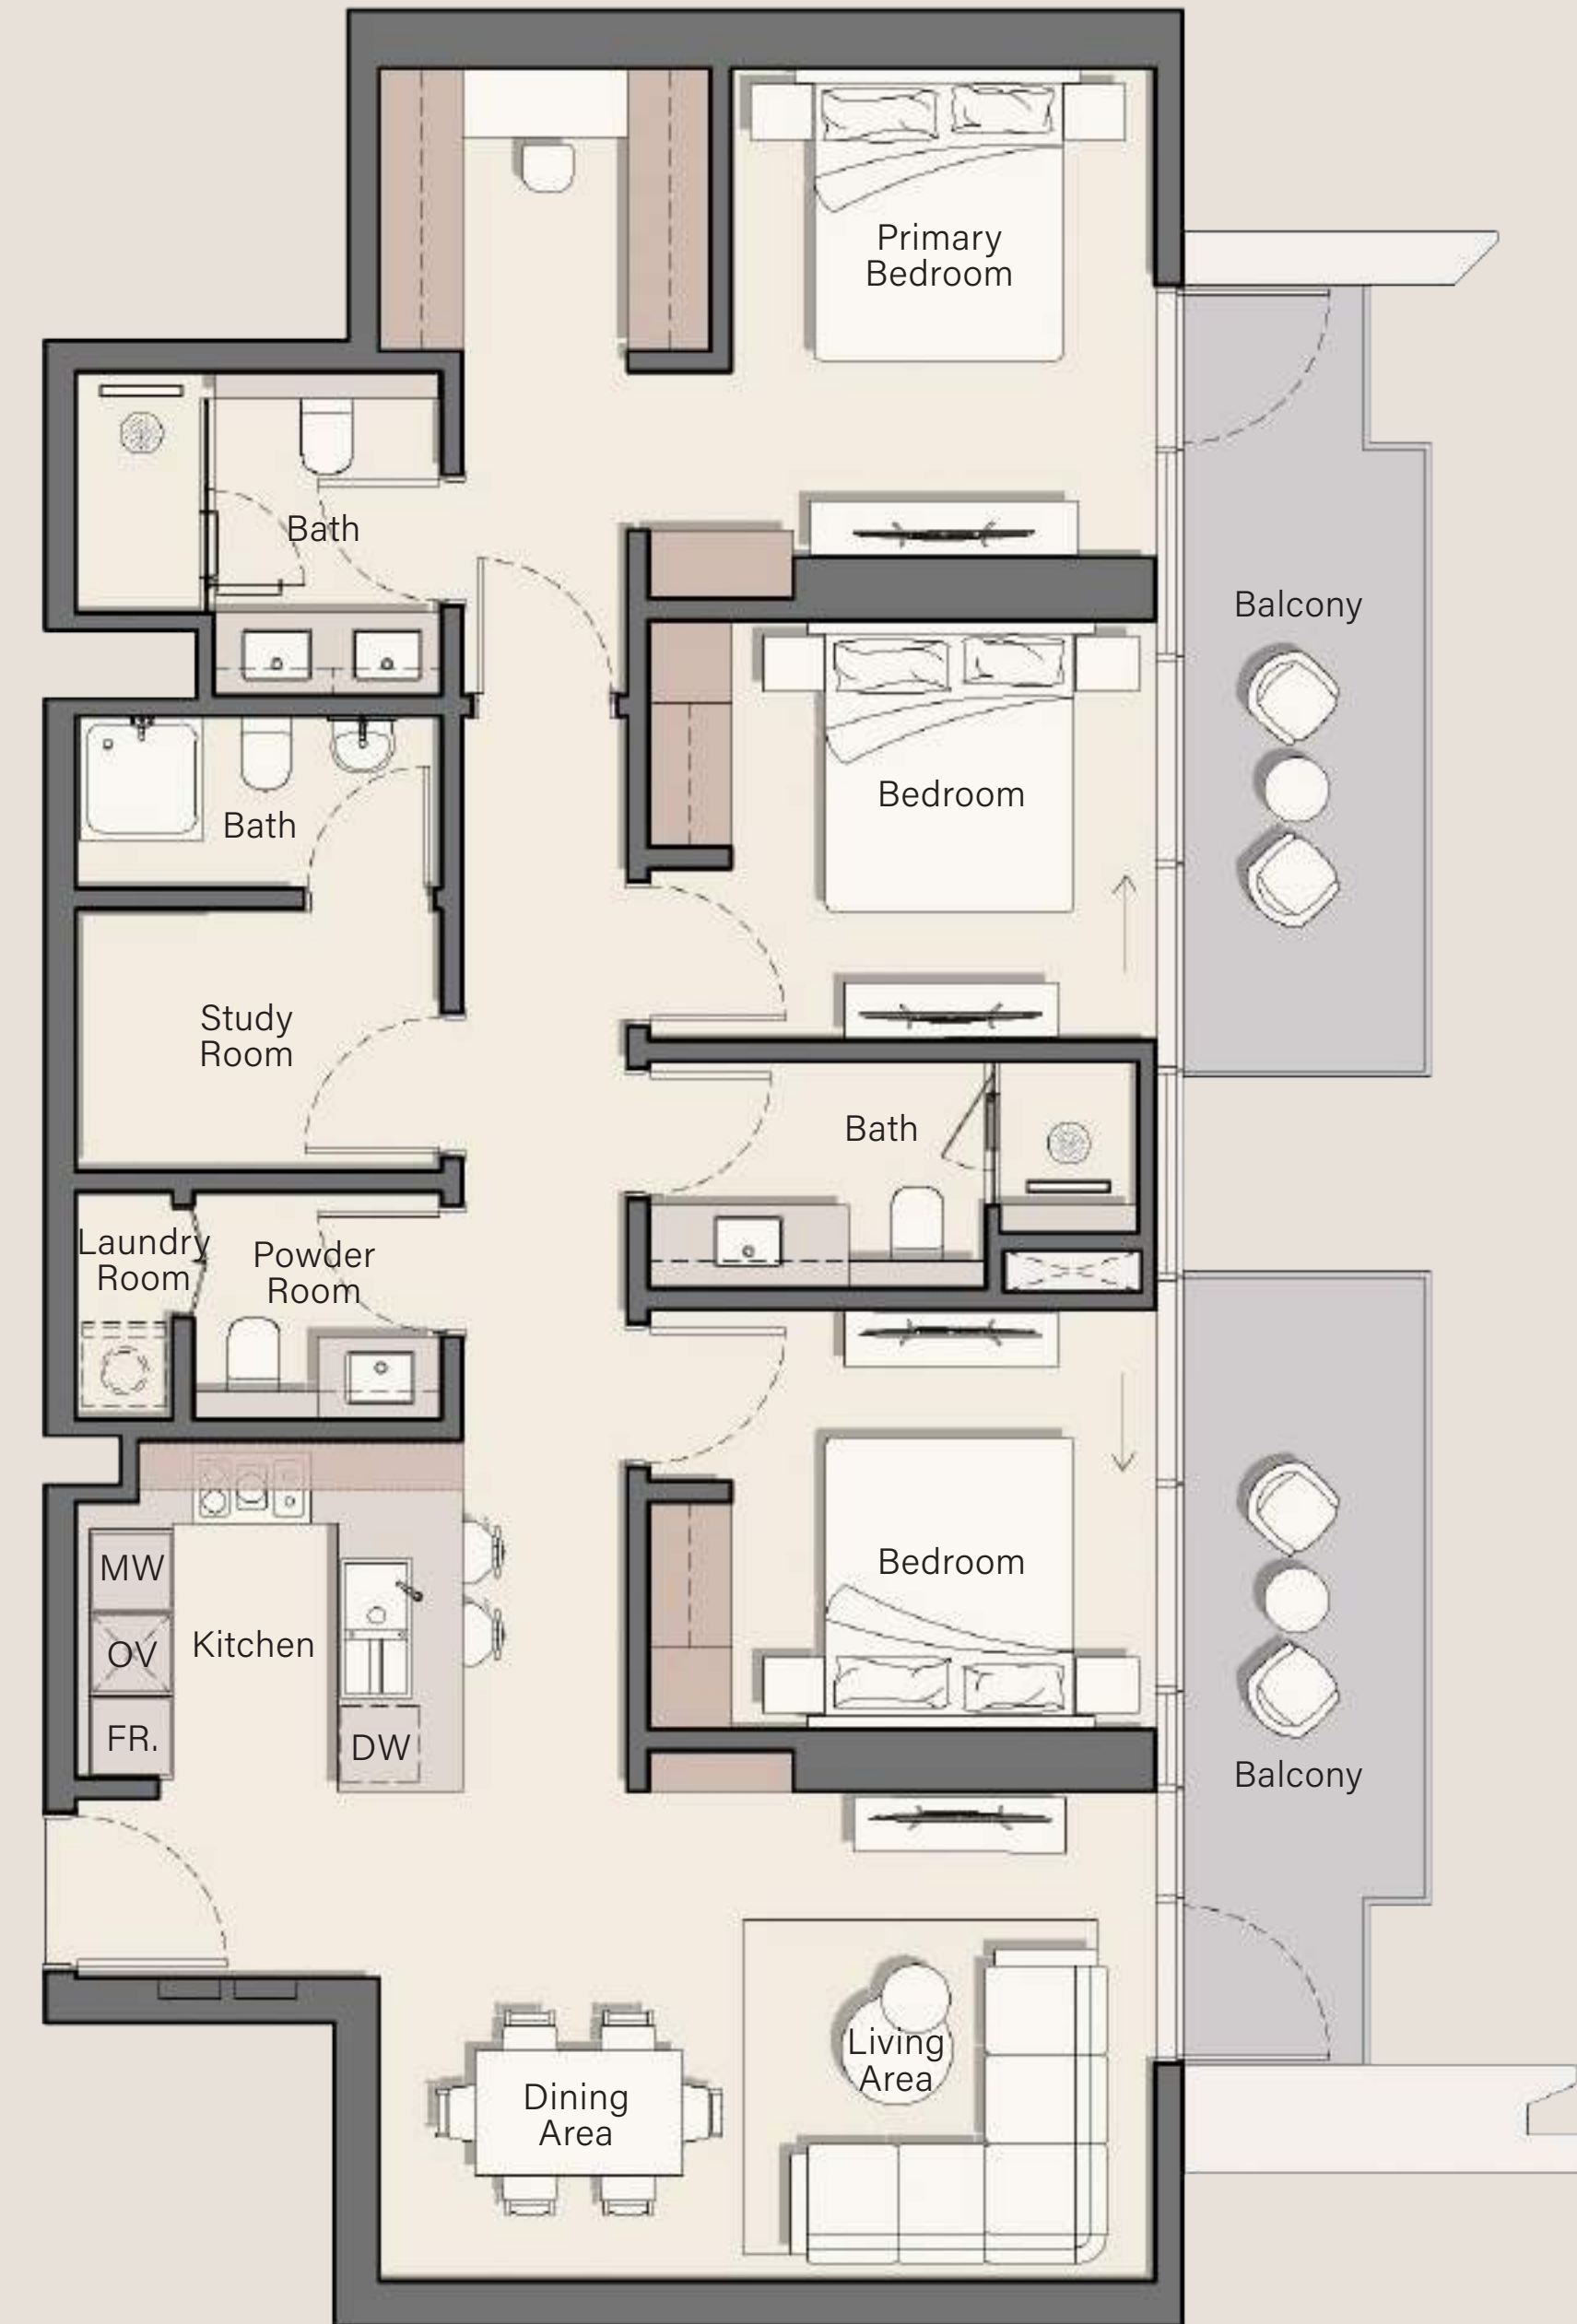 Primary
Bedroom
Bath
Balcony
Bedroom
Bath
Study
Room
Bath
Laundry
Room
Powder
Room
MW
OV
Kitchen
FR.
DW
Bedroom
Balcony
Living
Area
Dining
Area